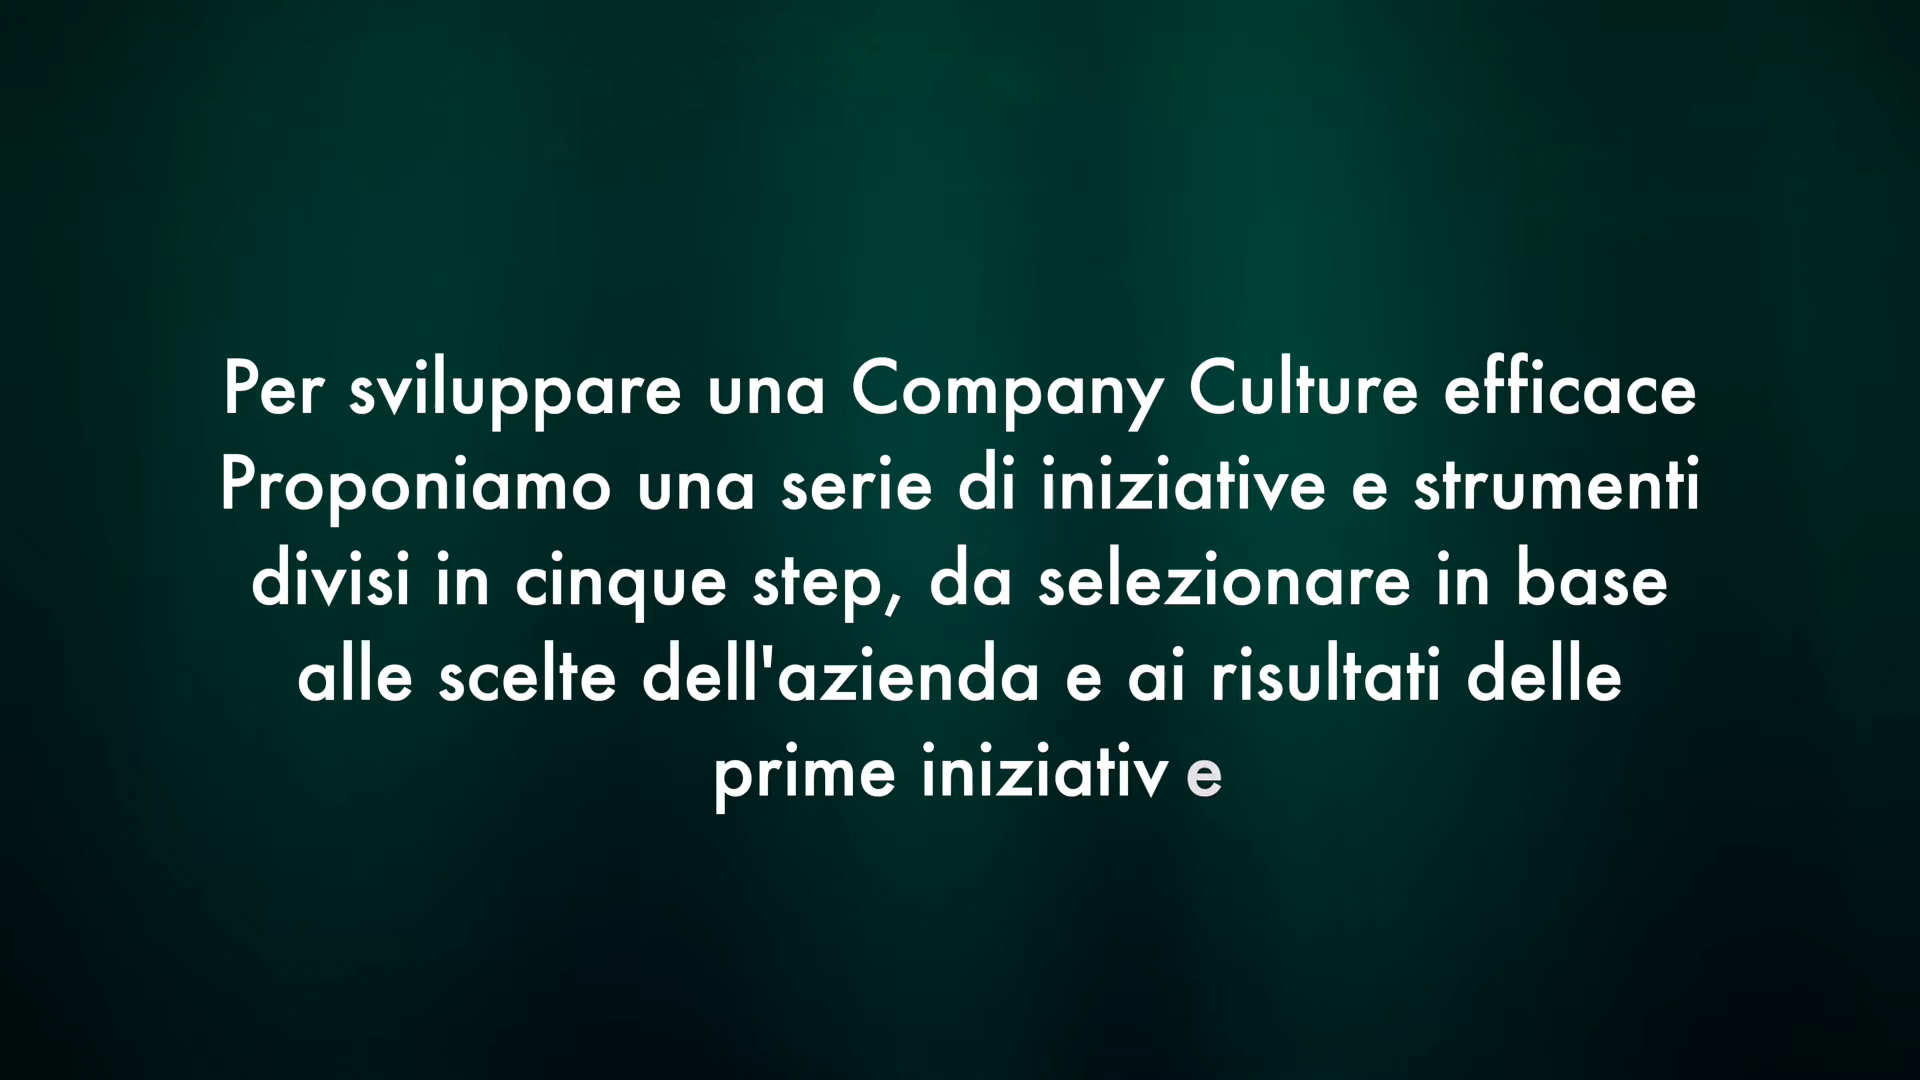 Per sviluppare una Company Culture efficace
Proponiamo una serie di iniziative e strumenti
divisi in cinque step, da selezionare in base
alle scelte dell'azienda e ai risultati delle
prime iniziative